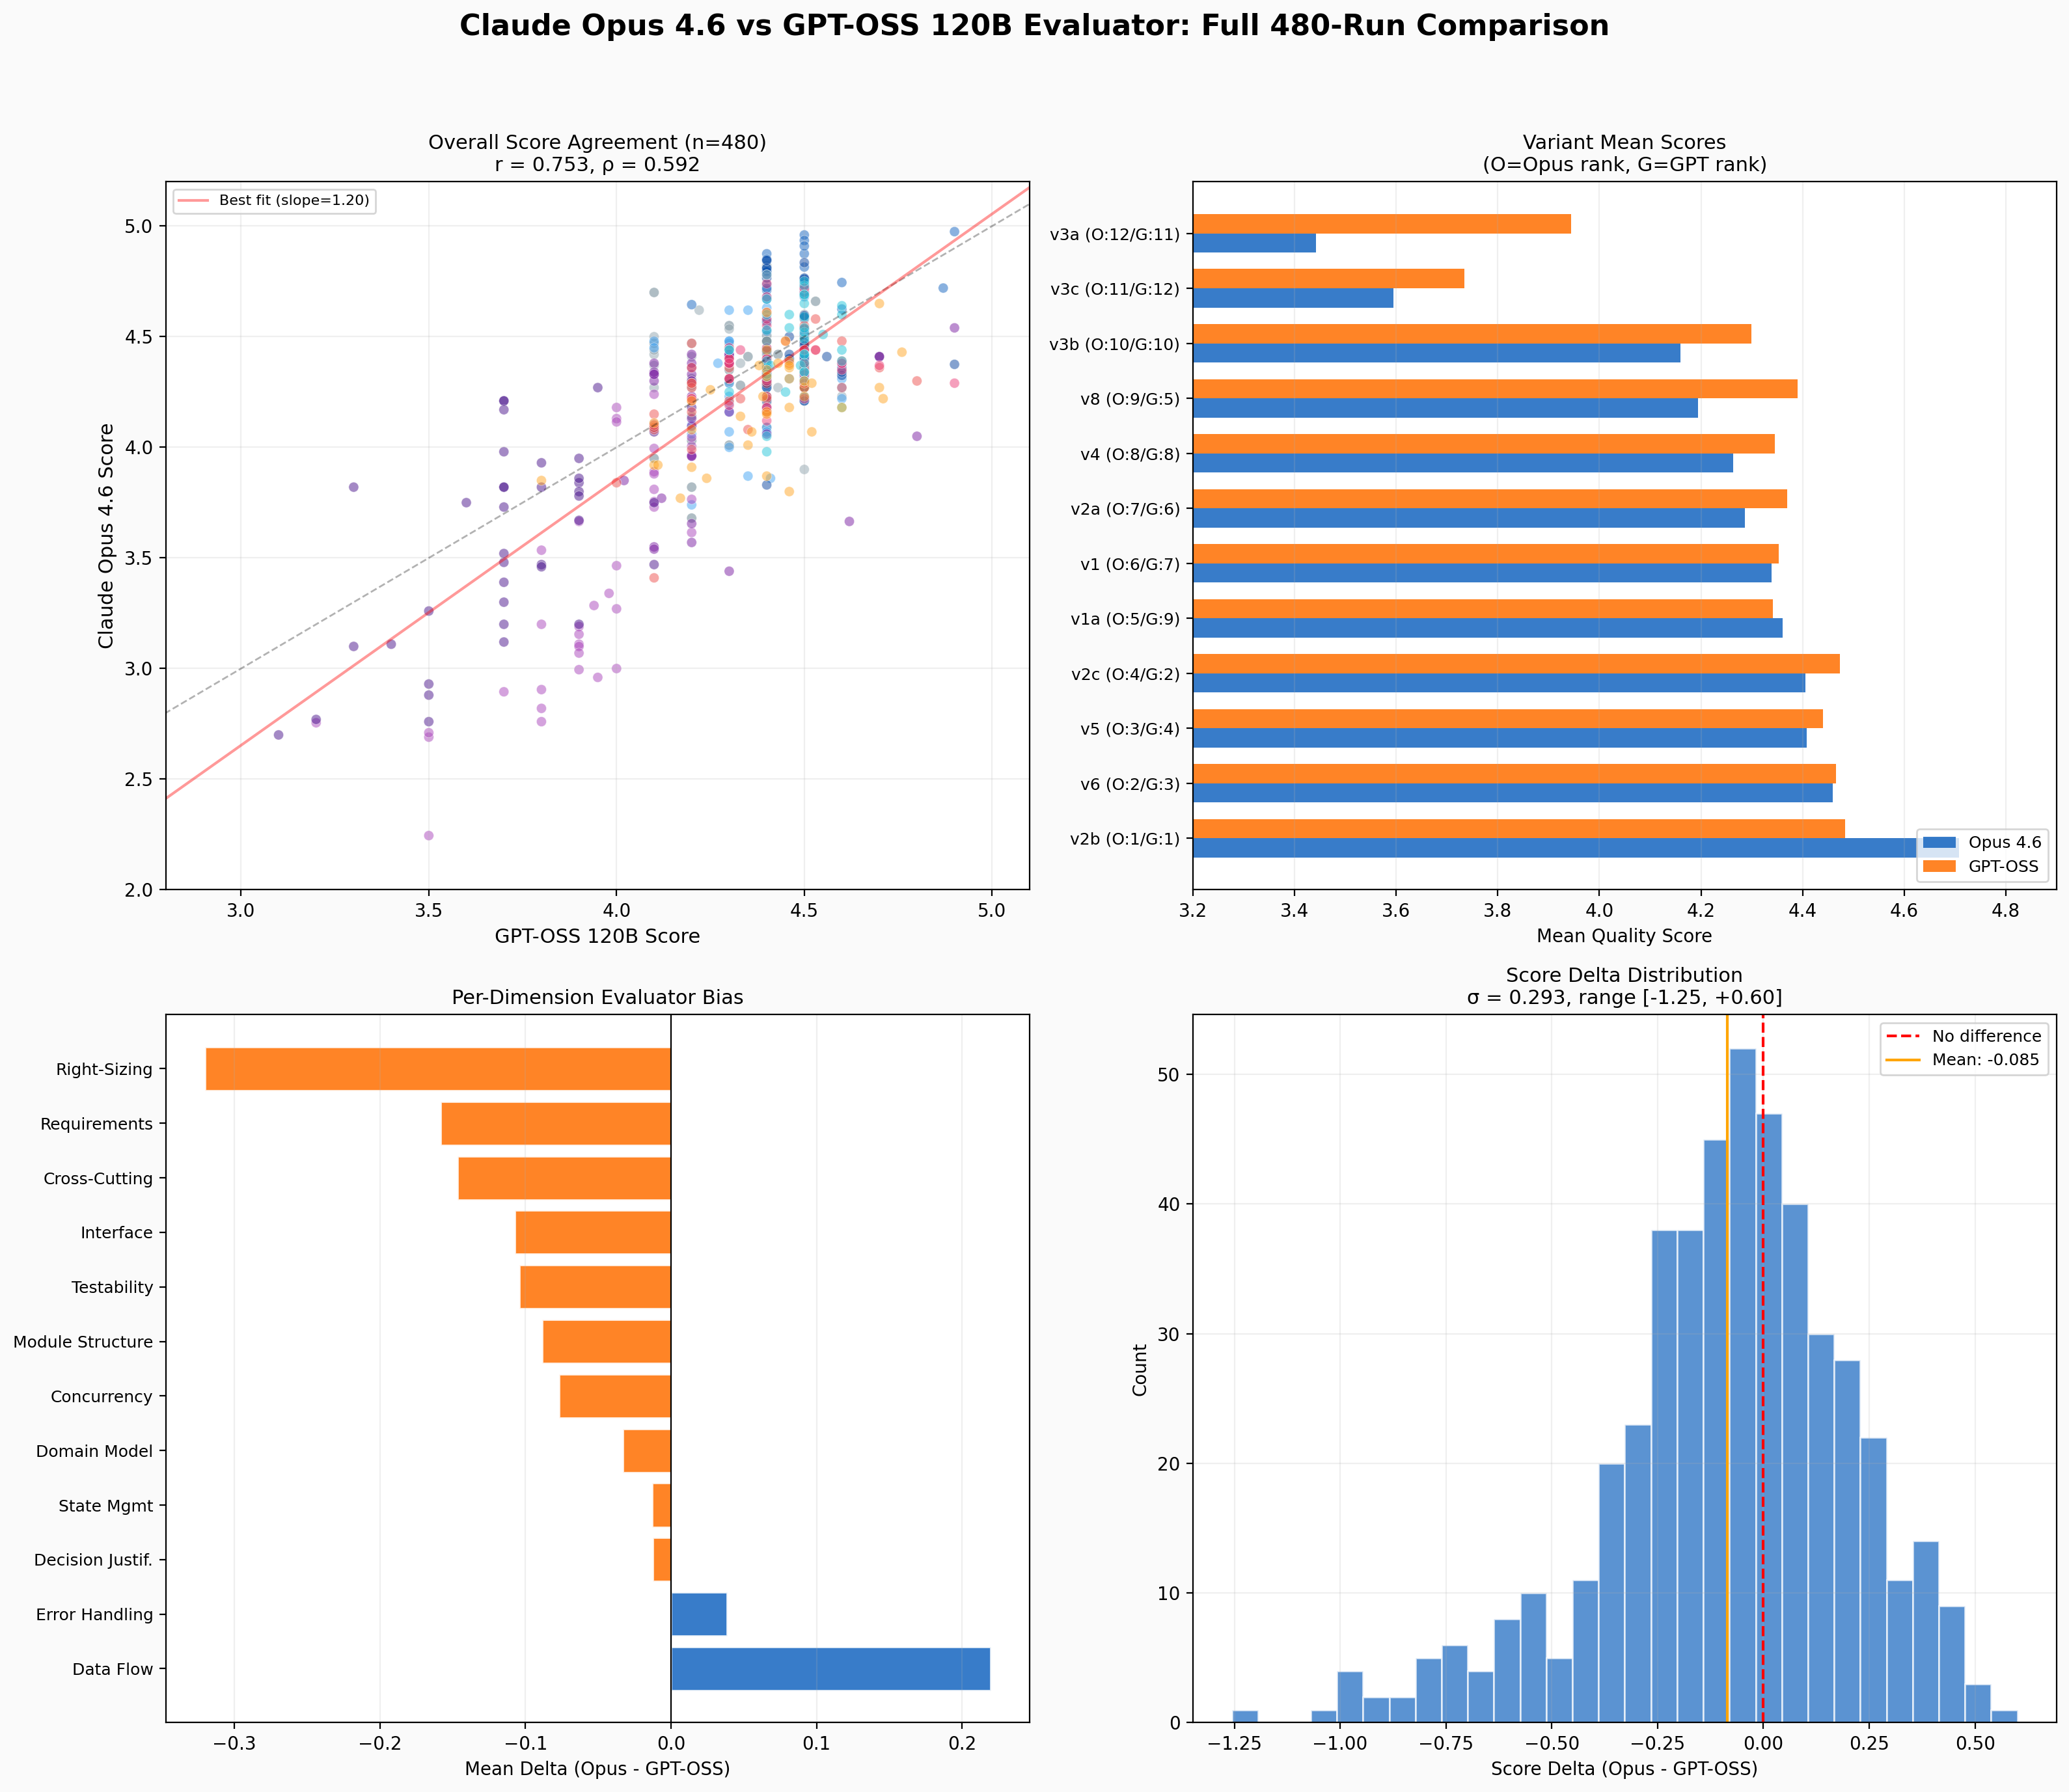 Claude Opus 4.6 vs GPT-OSS 120B Evaluator: Full 480-Run Comparison
Overall Score Agreement (n=480)
r = 0.753, ρ = 0.592
Best fit (slope=1.20)
Claude Opus 4.6 Score
5.0
4.5
4.0
3.5
3.0
2.5
2.0
3.0
3.5
4.0
4.5
5.0
GPT-OSS 120B Score
Variant Mean Scores
(O=Opus rank, G=GPT rank)
v3a (O:12/G:11)
v3c (O:11/G:12)
v3b (O:10/G:10)
v8 (O:9/G:5)
v4 (O:8/G:8)
v2a (O:7/G:6)
v1 (O:6/G:7)
v1a (O:5/G:9)
v2c (O:4/G:2)
v5 (O:3/G:4)
v6 (O:2/G:3)
v2b (O:1/G:1)
Opus 4.6
GPT-OSS
3.2
3.4
3.6
3.8
4.0
4.2
4.4
4.6
4.8
Mean Quality Score
Per-Dimension Evaluator Bias
Right-Sizing
Requirements
Cross-Cutting
Interface
Testability
Module Structure
Concurrency
Domain Model
State Mgmt
Decision Justif.
Error Handling
Data Flow
−0.3
−0.2
−0.1
0.0
0.1
0.2
Mean Delta (Opus - GPT-OSS)
Score Delta Distribution
σ = 0.293, range [-1.25, +0.60]
No difference
Mean: -0.085
Count
50
40
30
20
10
0
−1.25
−1.00
−0.75
−0.50
−0.25
0.00
0.25
0.50
Score Delta (Opus - GPT-OSS)